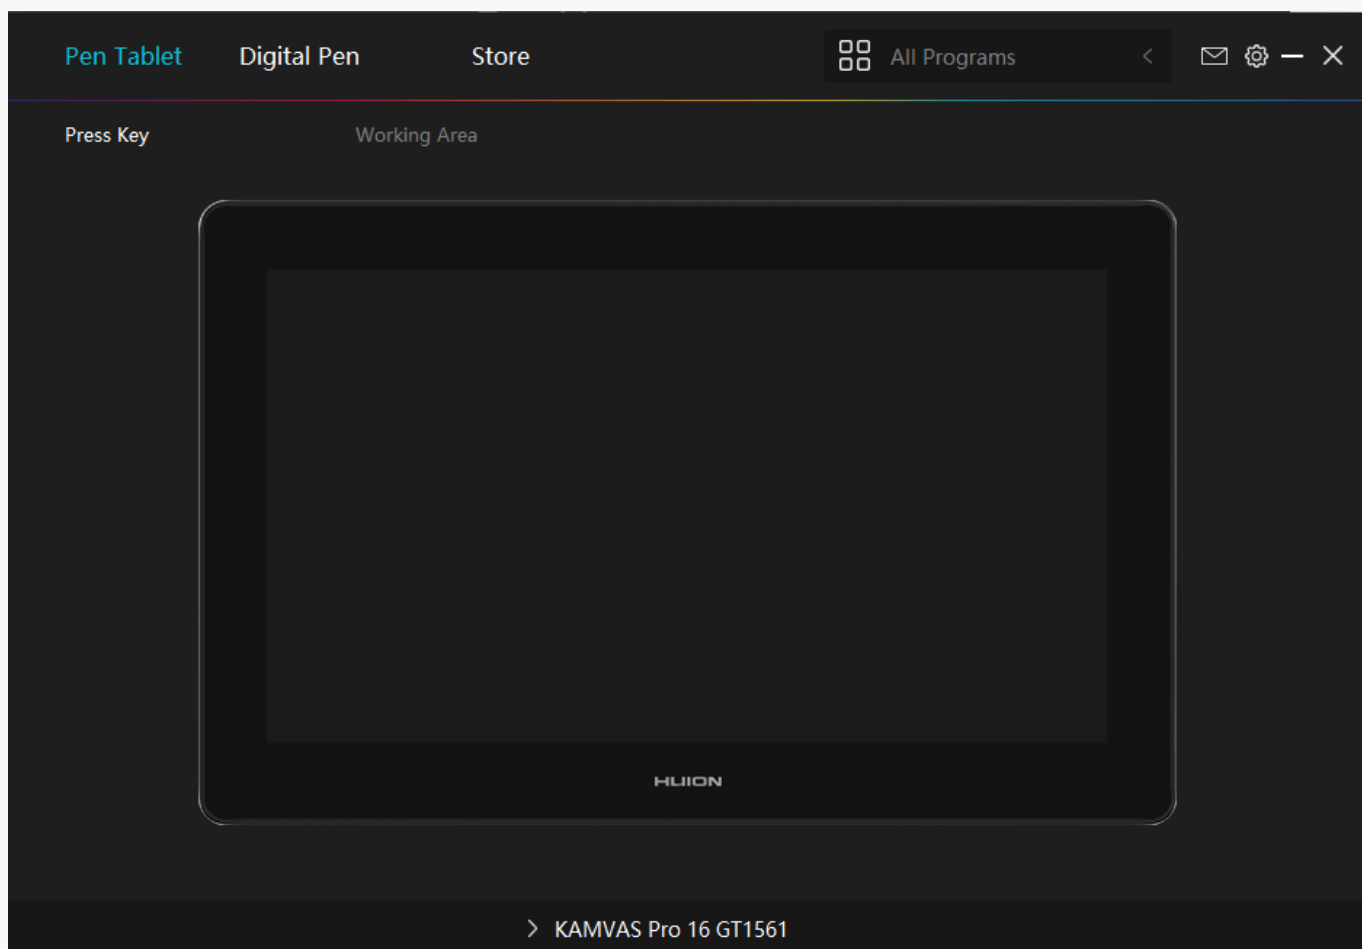 Pen Tablet Digital Pen Store All Programs
Press Key Working Area
HUION
KAMVAS Pro 16 GT1561